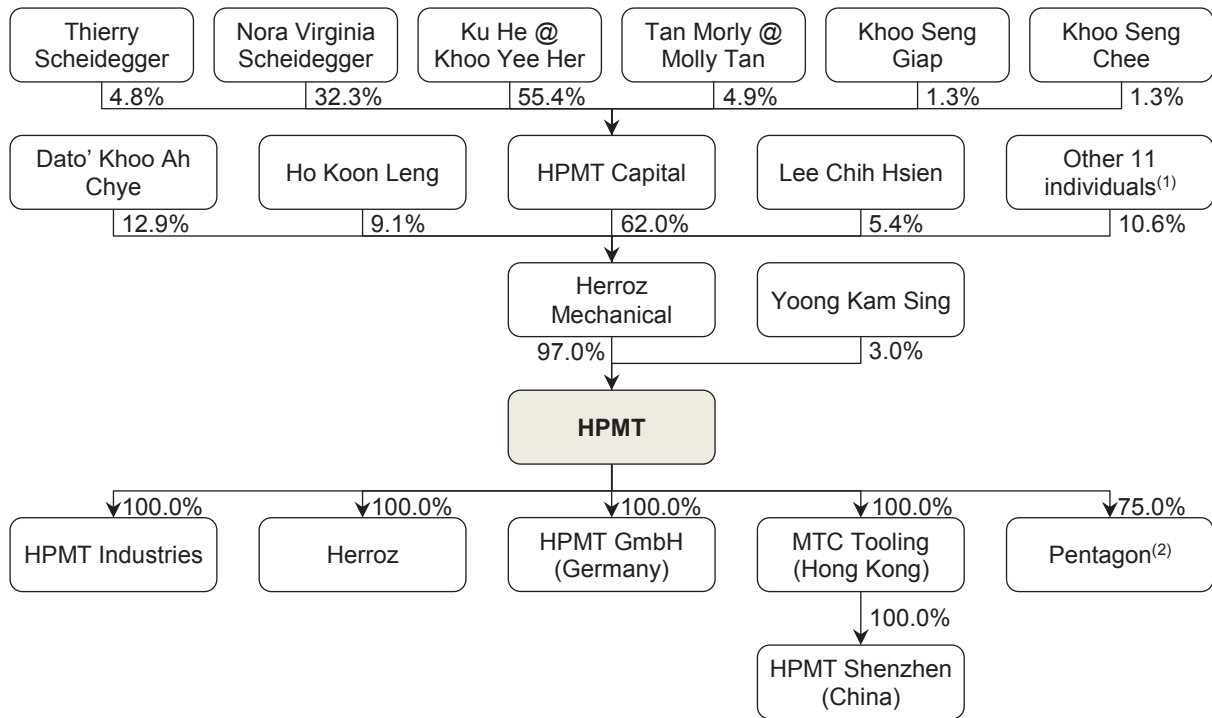 Thierry
Scheidegger
Nora Virginia
Scheidegger
Ku He @
Khoo Yee Her
Tan Morly @
Molly Tan
Khoo Seng
Giap
Khoo Seng
Chee
4.8%
32.3%
55.4%
4.9%
1.3%
1.3%
Dato' Khoo Ah
Chye
Ho Koon Leng
HPMT Capital
Lee Chih Hsien
Other 11
individuals(1)
12.9%
9.1%
62.0%
5.4%
10.6%
Herroz
Mechanical
Yoong Kam Sing
97.0%
3.0%
HPMT
100.0%
100.0%
100.0%
100.0%
75.0%
HPMT Industries
Herroz
HPMT GmbH
(Germany)
MTC Tooling
(Hong Kong)
Pentagon(2)
100.0%
HPMT Shenzhen
(China)